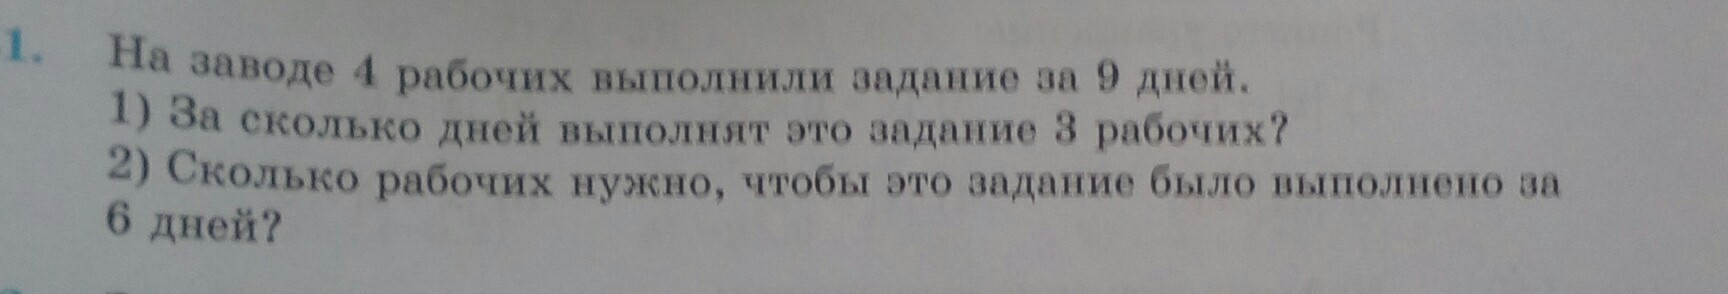 1. На заводе 4 рабочих выполнили задание за 9 дней.
1) За сколько дней выполнят это задание 3 рабочих?
2) Сколько рабочих нужно, чтобы это задание было выполнено за
6 дней?